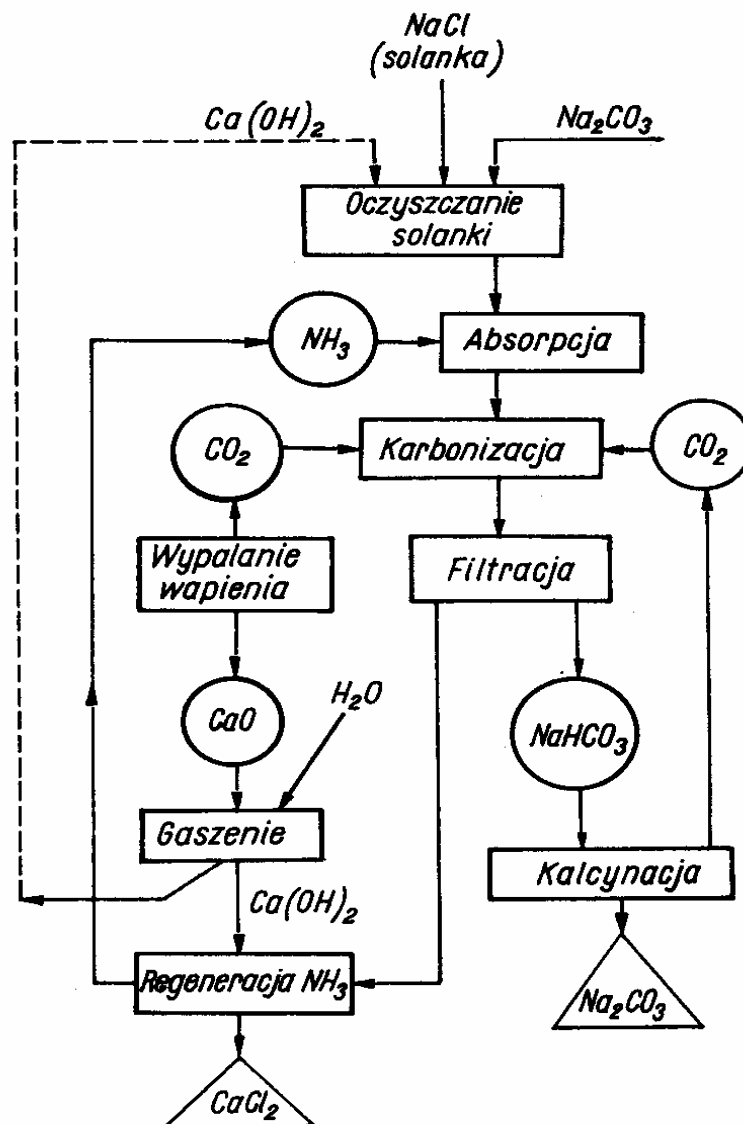 NaCl
(solanka)
Ca(OH)₂
Na₂CO₃
Oczyszczanie
solanki
NH₃
Absorpcja
CO₂
Karbonizacja
CO₂
Wypalanie
wapienia
Filtracja
CaO
H₂O
NaHCO₃
Gaszenie
Kalcynacja
Ca(OH)₂
Regeneracja NH₃
Na₂CO₃
CaCl₂